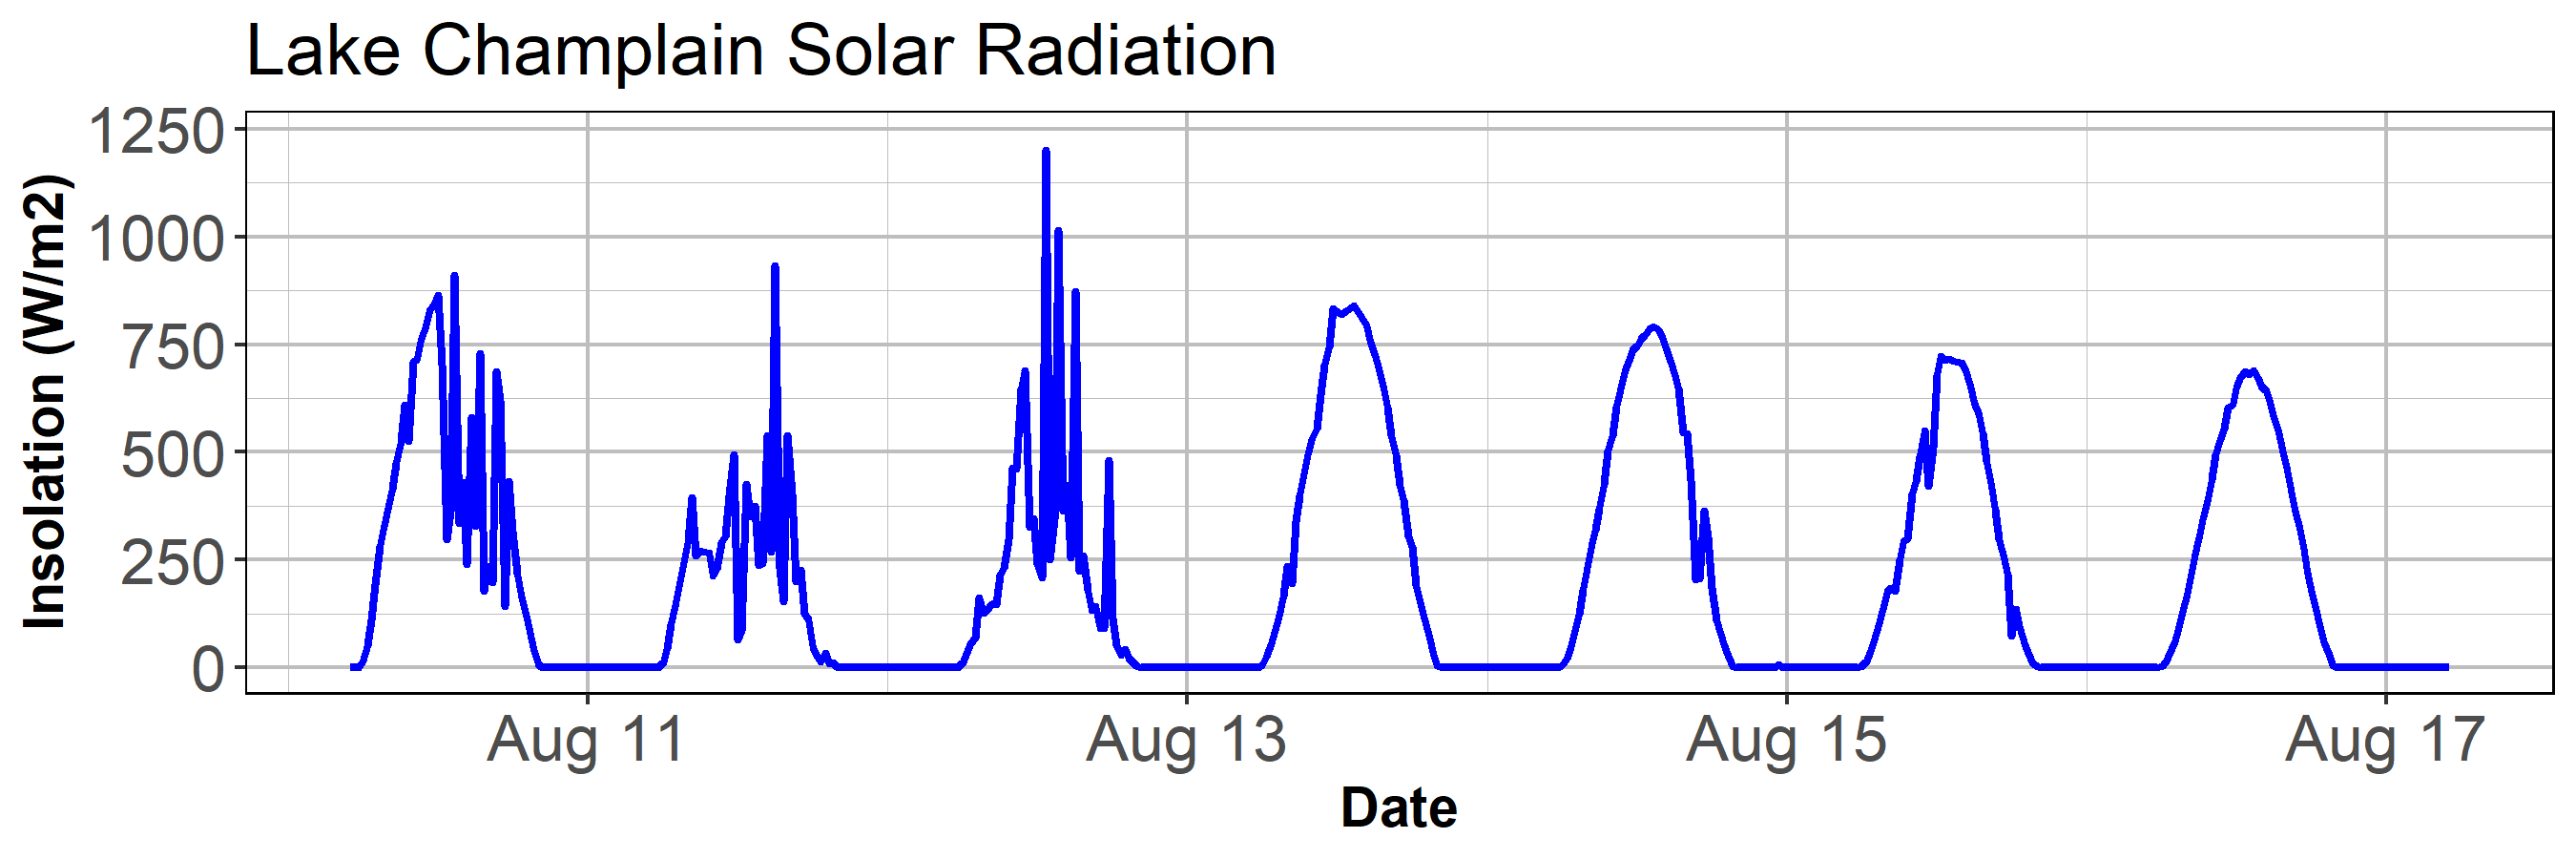 Lake Champlain Solar Radiation
1250
1000
750
500
250
0
Insolation (W/m2)
Aug 11
Aug 13
Aug 15
Aug 17
Date